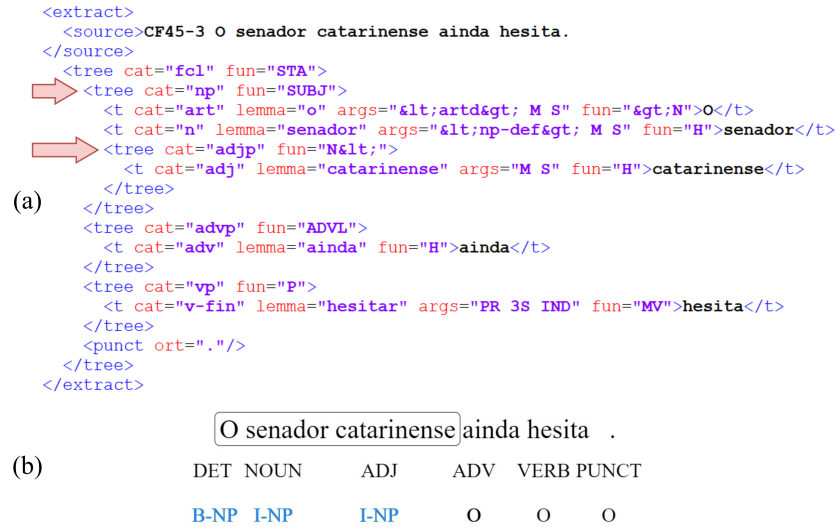 <extract>
<source>CF45-3 O senador catarinense ainda hesita.
</source>
<tree cat="fcl" fun="STA">
<tree cat="np" fun="SUBJ">
<t cat="art" lemma="o" args="&lt;artd&gt; M S" fun="&gt;N">O</t>
<t cat="n" lemma="senador" args="&lt;np-def&gt; M S" fun="H">senador</t>
<tree cat="adjp" fun="N&lt;">
<t cat="adj" lemma="catarinense" args="M S" fun="H">catarinense</t>
</tree>
(a)
</tree>
<tree cat="advp" fun="ADVL">
<t cat="adv" lemma="ainda" fun="H">ainda</t>
</tree>
<tree cat="vp" fun="P">
<t cat="v-fin" lemma="hesitar" args="PR 3S IND" fun="MV">hesita</t>
</tree>
<punct ort="."/>
</tree>
</extract>
O senador catarinense ainda hesita .
(b)
DET NOUN ADJ ADV VERB PUNCT
B-NP I-NP I-NP O O O